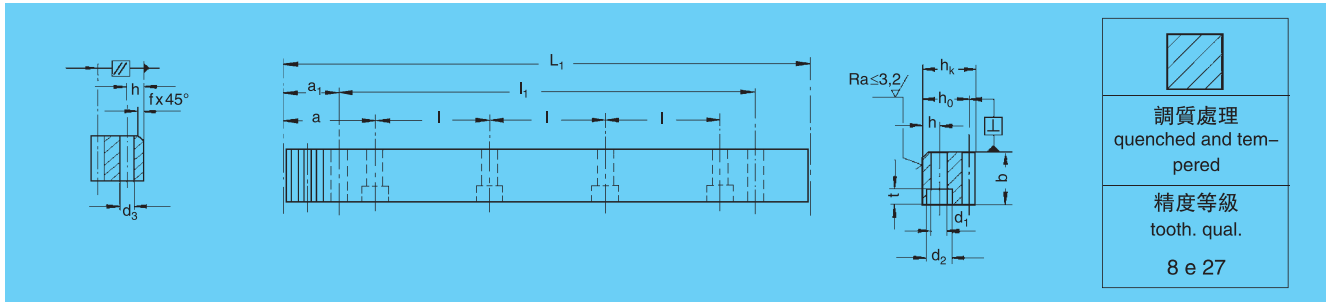 h
f x 45°
d3
L1
a1
l1
a
l
l
l
Ra≤3,2
hk
h0
h
b
t
d1
d2
調質處理
quenched and tem-
pered
精度等級
tooth. qual.
8 e 27